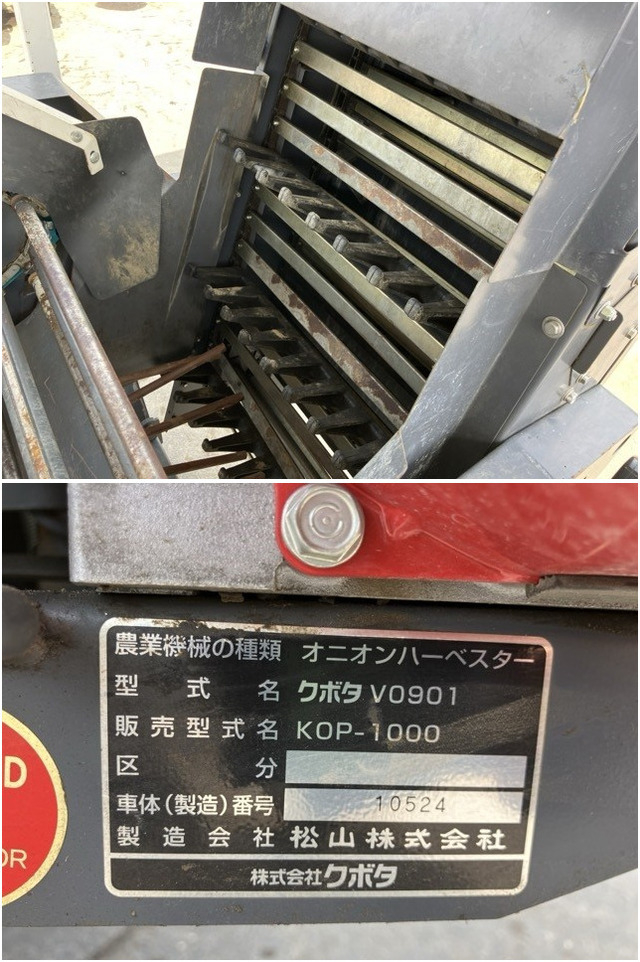 農業機械の種類 オニオンハーベスター
型式名 クボタ V0901
販売型式名 KOP-1000
区分
車体(製造)番号 10524
製造会社 松山株式会社
株式会社クボタ
D
OR